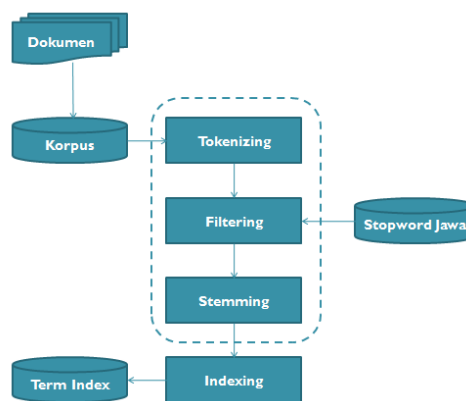 Dokumen
Korpus
Tokenizing
Filtering
Stopword Jawa
Stemming
Term Index
Indexing